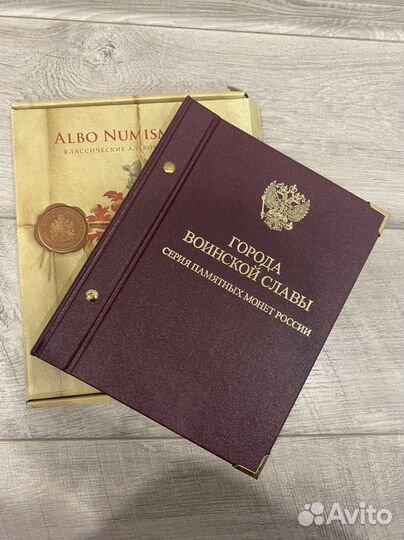 ALBO NUMISM
КЛАССИЧЕСКИЕ АЛЬБО
ГОРОДА
ВОИНСКОЙ СЛАВЫ
СЕРИЯ ПАМЯТНЫХ МОНЕТ РОССИИ
Avito